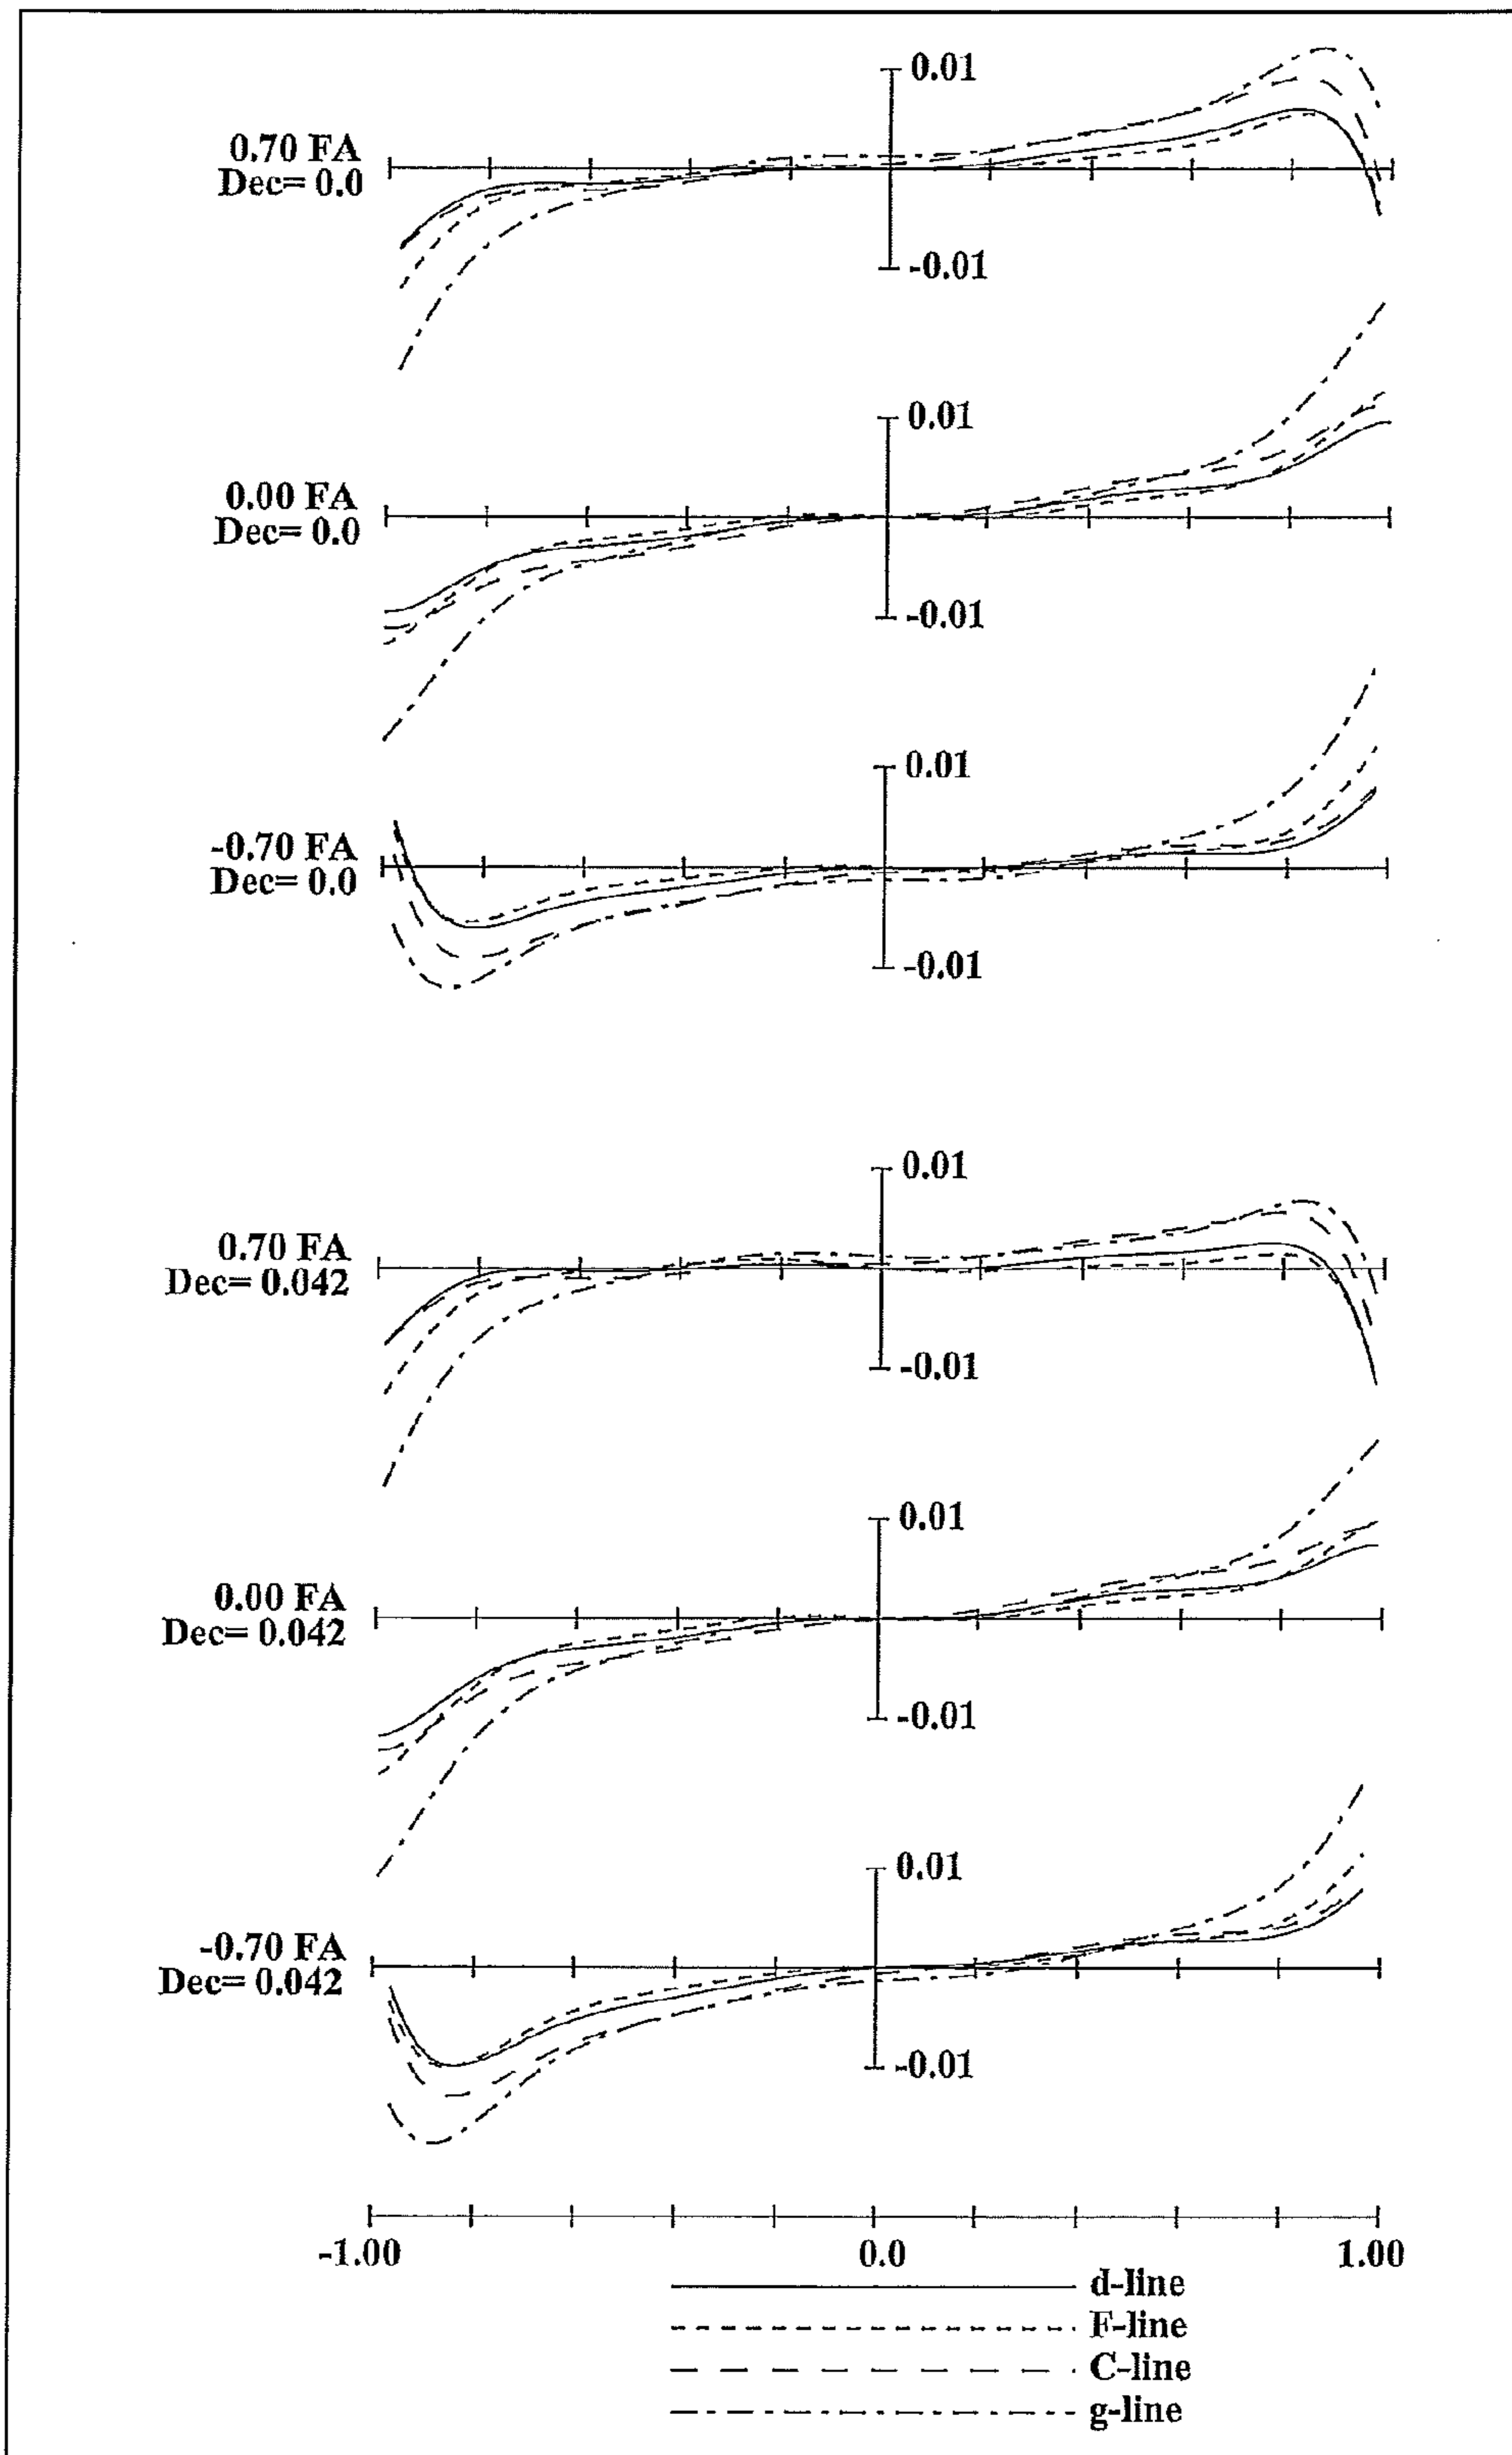 0.01
0.70 FA
Dec= 0.0
-0.01
0.01
0.00 FA
Dec= 0.0
-0.01
0.01
-0.70 FA
Dec= 0.0
-0.01
0.01
0.70 FA
Dec= 0.042
-0.01
0.01
0.00 FA
Dec= 0.042
-0.01
0.01
-0.70 FA
Dec= 0.042
-0.01
-1.00 0.0 1.00
d-line
F-line
C-line
g-line